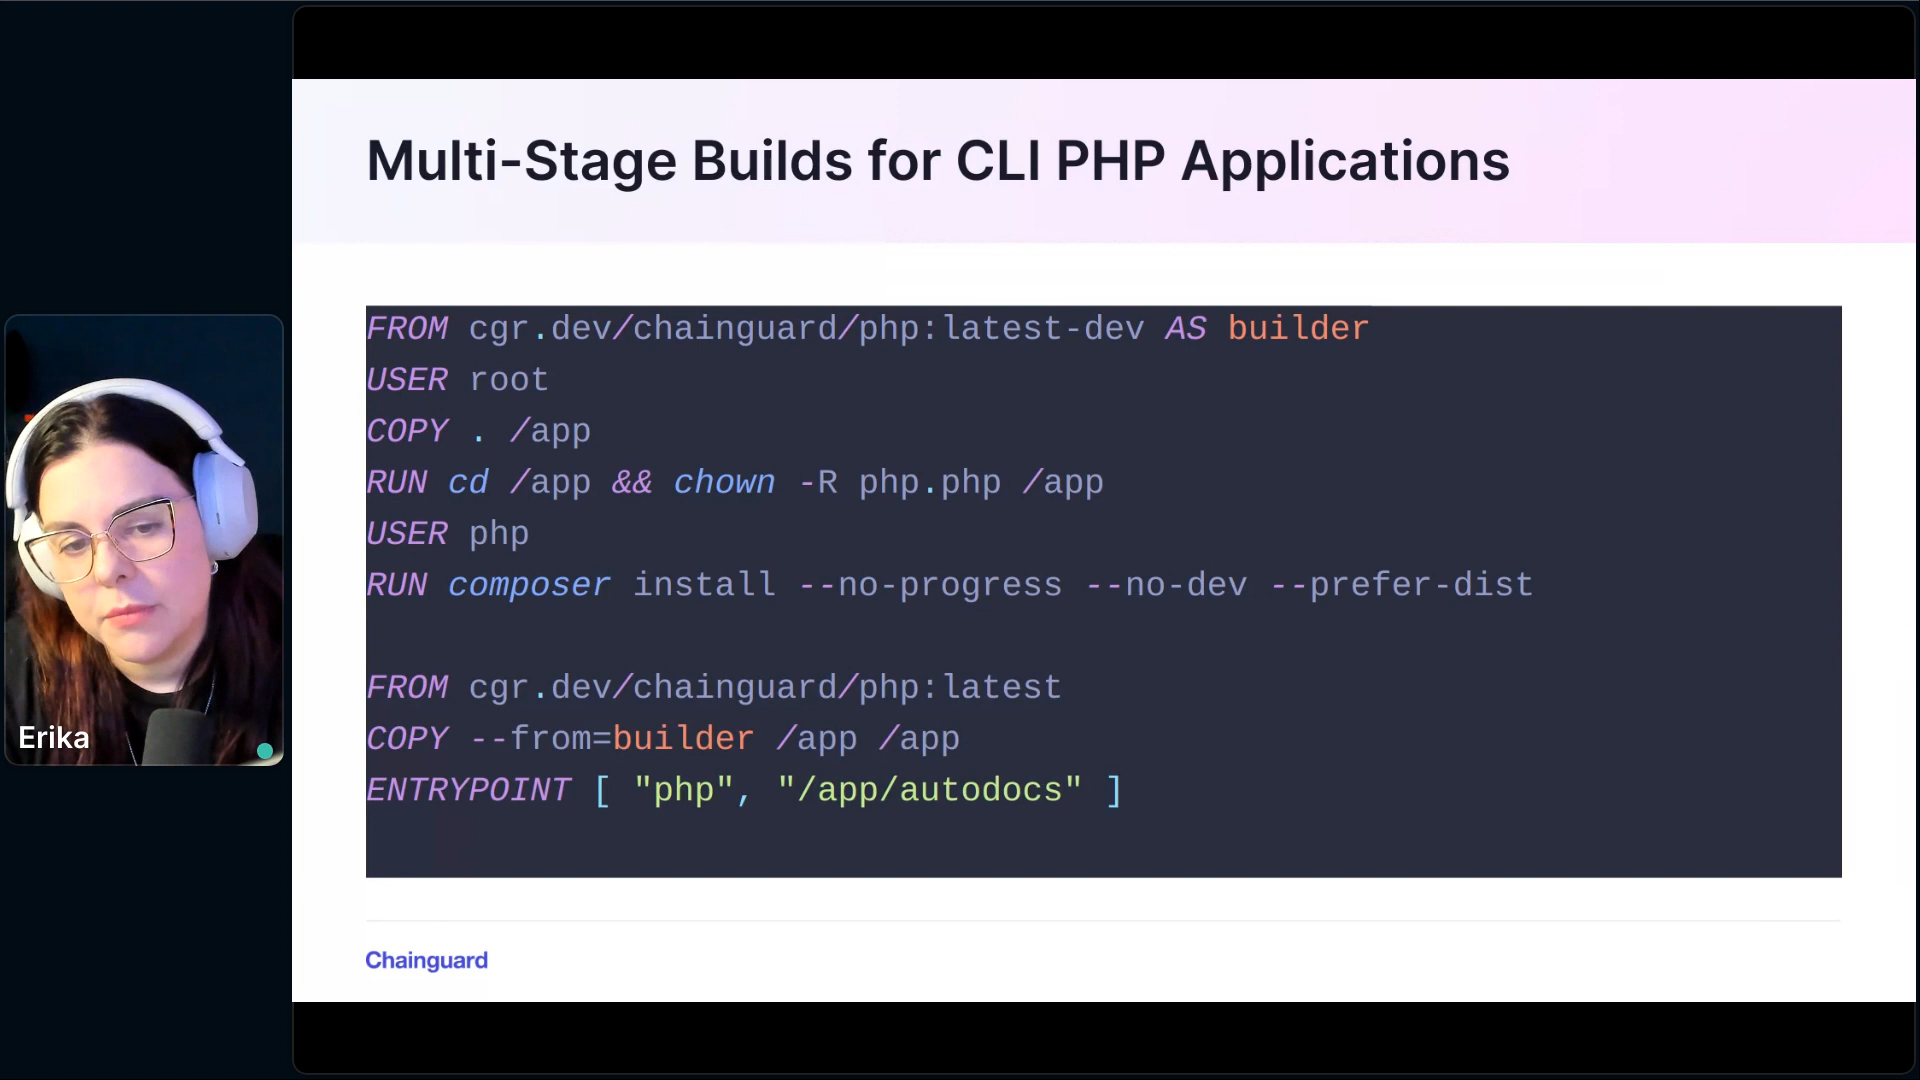 Multi-Stage Builds for CLI PHP Applications
FROM cgr.dev/chainguard/php:latest-dev AS builder
USER root
COPY . /app
RUN cd /app && chown -R php.php /app
USER php
RUN composer install --no-progress --no-dev --prefer-dist
FROM cgr.dev/chainguard/php:latest
COPY --from=builder /app /app
ENTRYPOINT [ "php", "/app/autodocs" ]
Chainguard
Erika